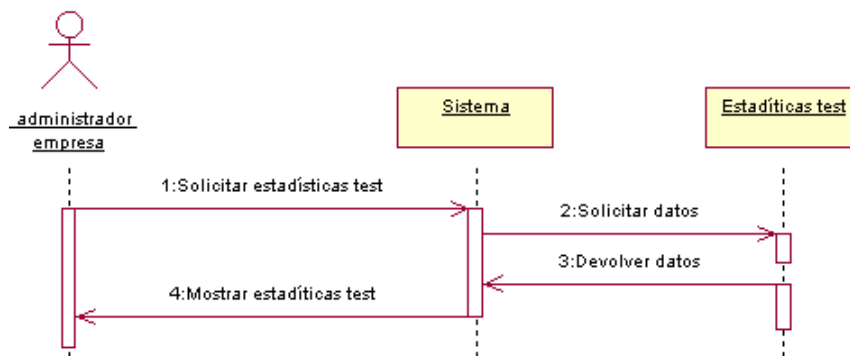 administrador
empresa
Sistema
Estadíticas test
1:Solicitar estadísticas test
2:Solicitar datos
3:Devolver datos
4:Mostrar estadíticas test